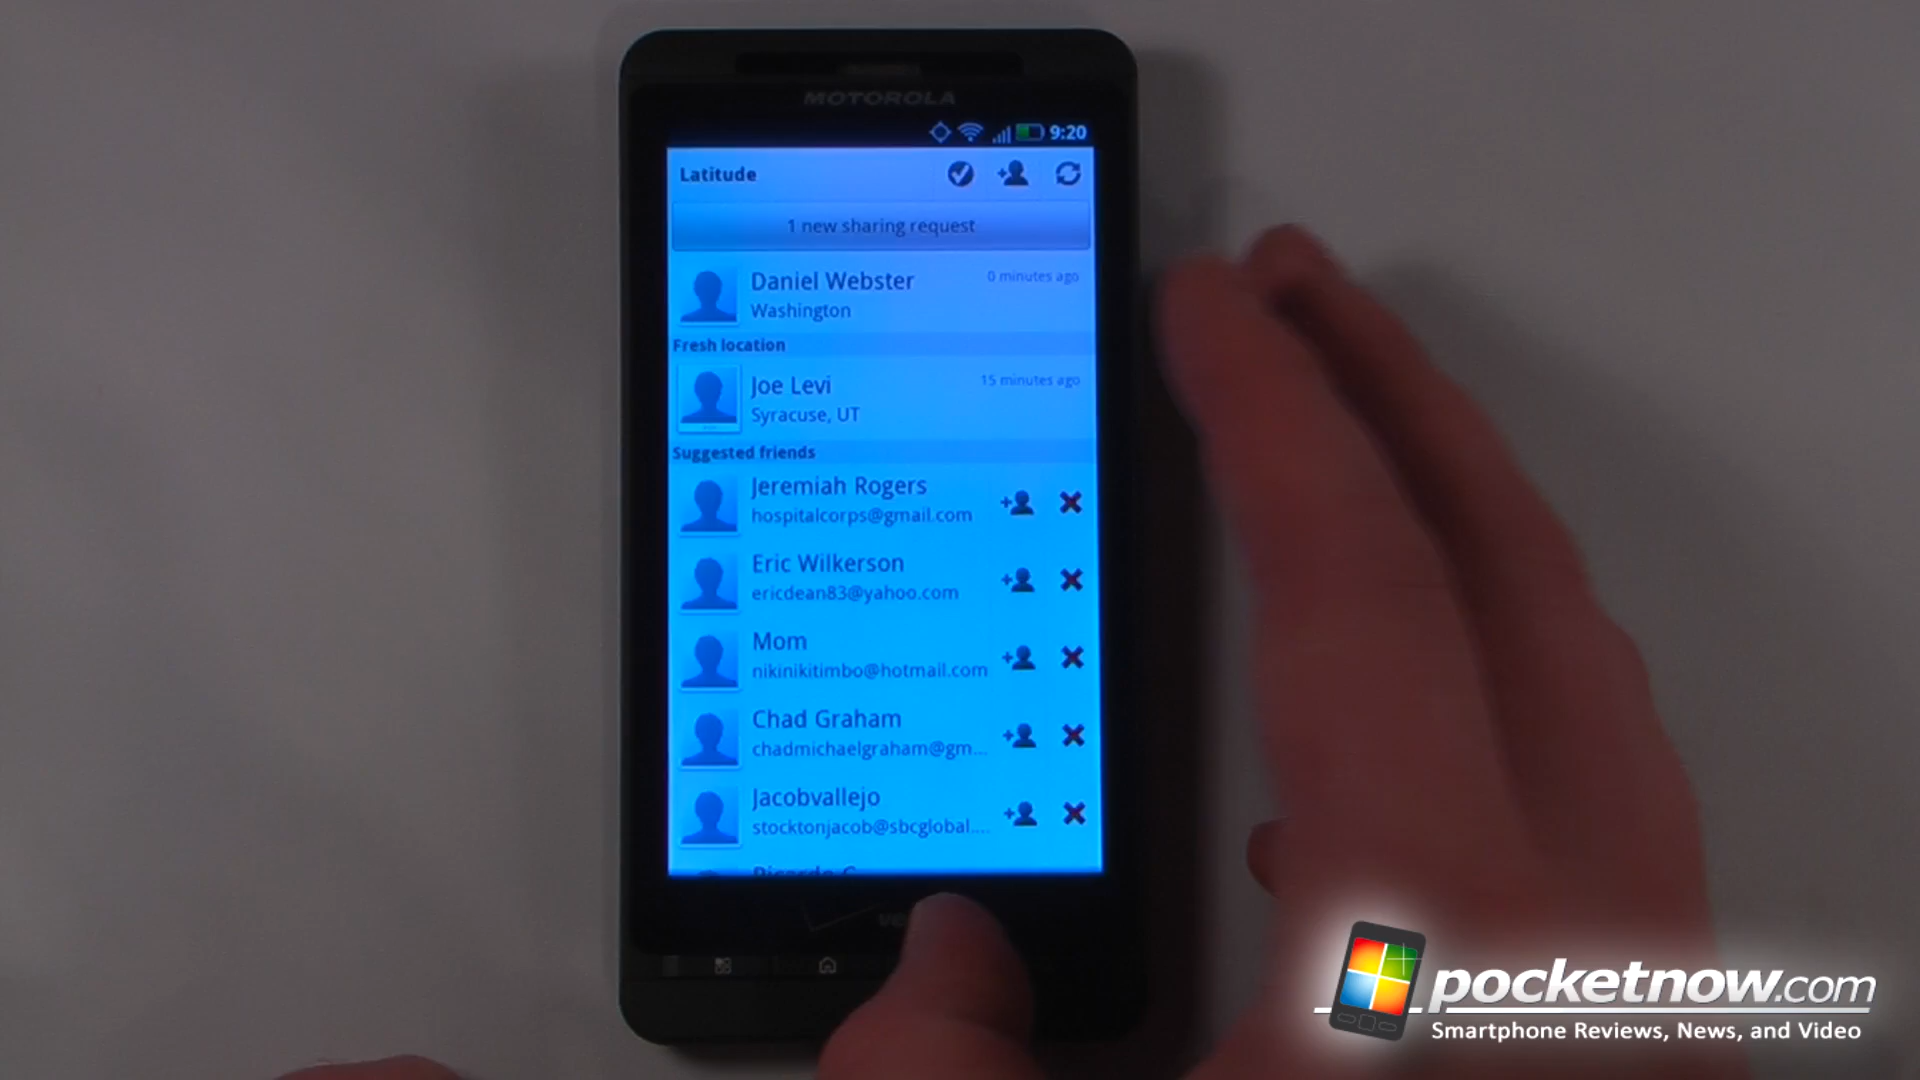 MOTOROLA
9:20
Latitude
1 new sharing request
Daniel Webster
0 minutes ago
Washington
Fresh location
Joe Levi
15 minutes ago
Syracuse, UT
Suggested friends
Jeremiah Rogers
hospitalcorps@gmail.com
Eric Wilkerson
ericdean83@yahoo.com
Mom
nikinikitimbo@hotmail.com
Chad Graham
chadmichaelgraham@gm...
Jacobvallejo
stocktonjacob@sbcglobal....
pocketnow.com
Smartphone Reviews, News, and Video